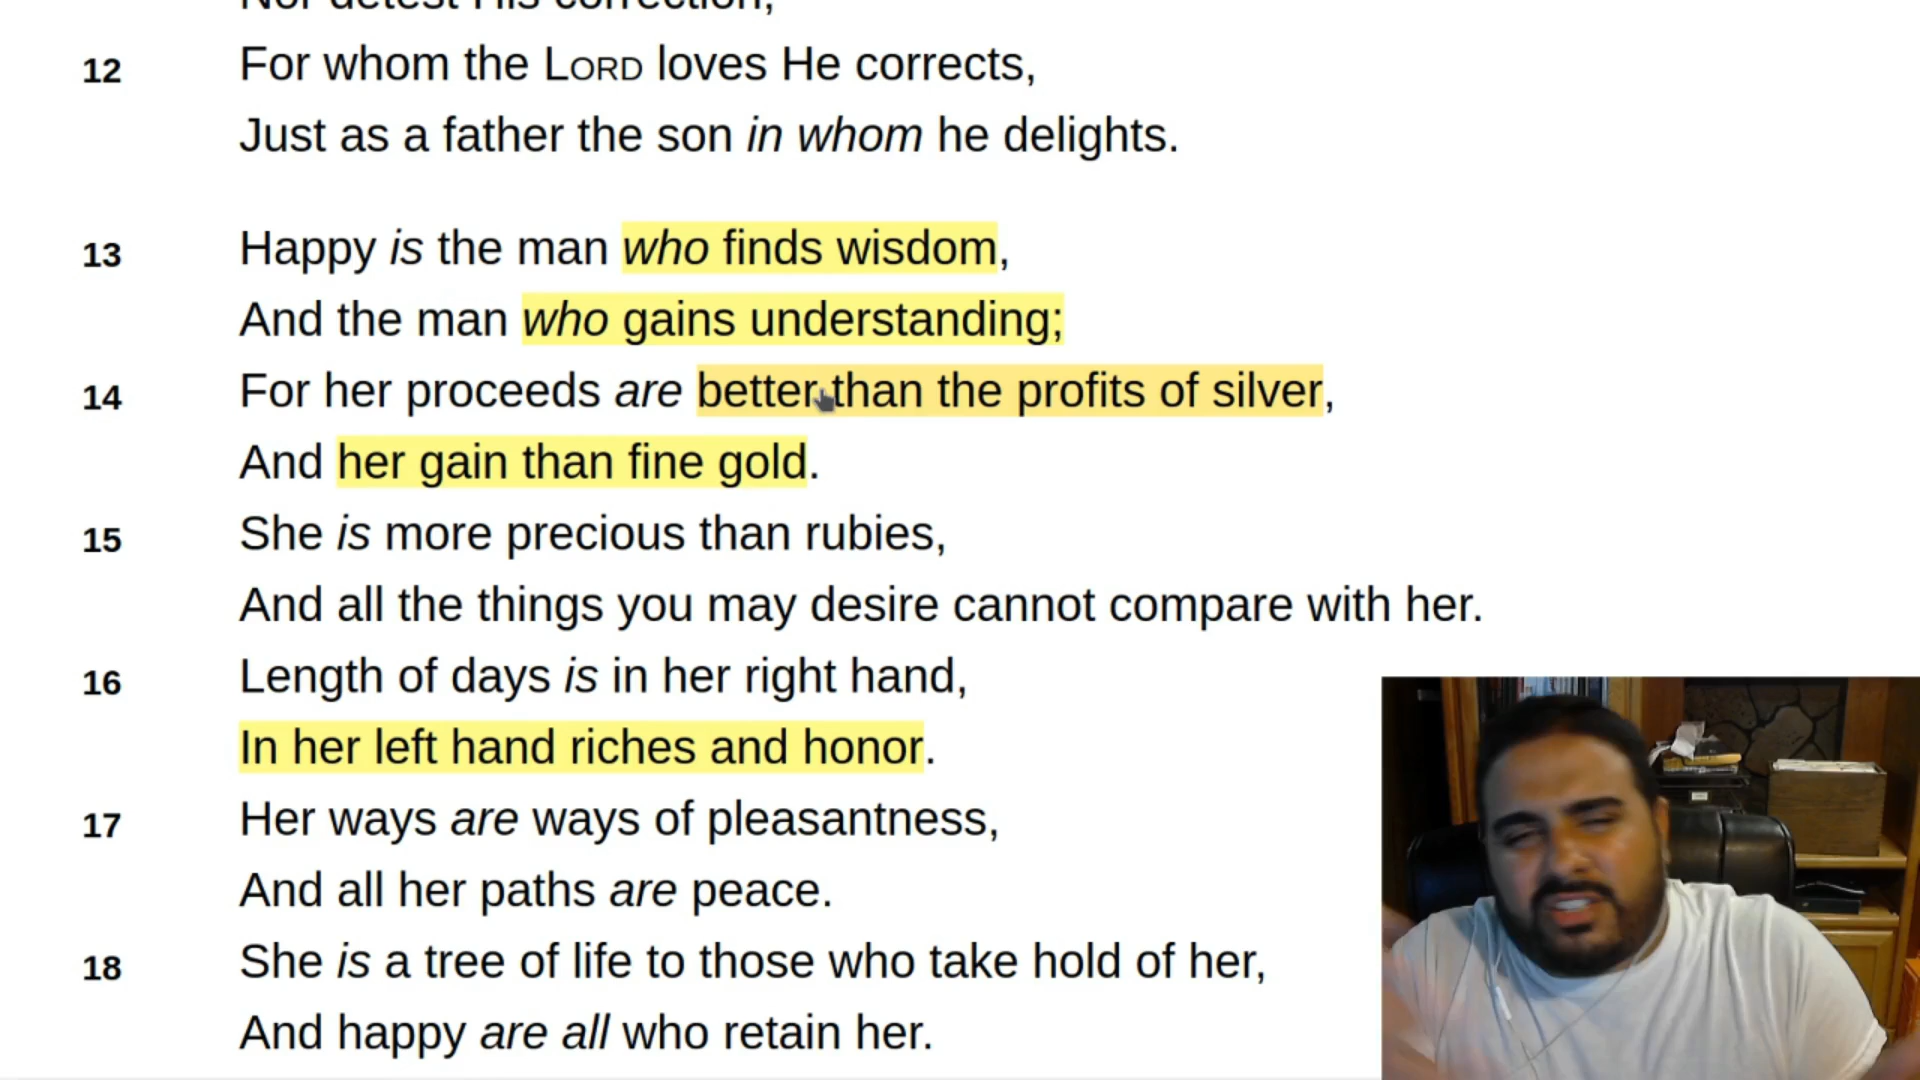 Nor detest His correction;
12 For whom the LORD loves He corrects,
Just as a father the son in whom he delights.
13 Happy is the man who finds wisdom,
And the man who gains understanding;
14 For her proceeds are better than the profits of silver,
And her gain than fine gold.
15 She is more precious than rubies,
And all the things you may desire cannot compare with her.
16 Length of days is in her right hand,
In her left hand riches and honor.
17 Her ways are ways of pleasantness,
And all her paths are peace.
18 She is a tree of life to those who take hold of her,
And happy are all who retain her.